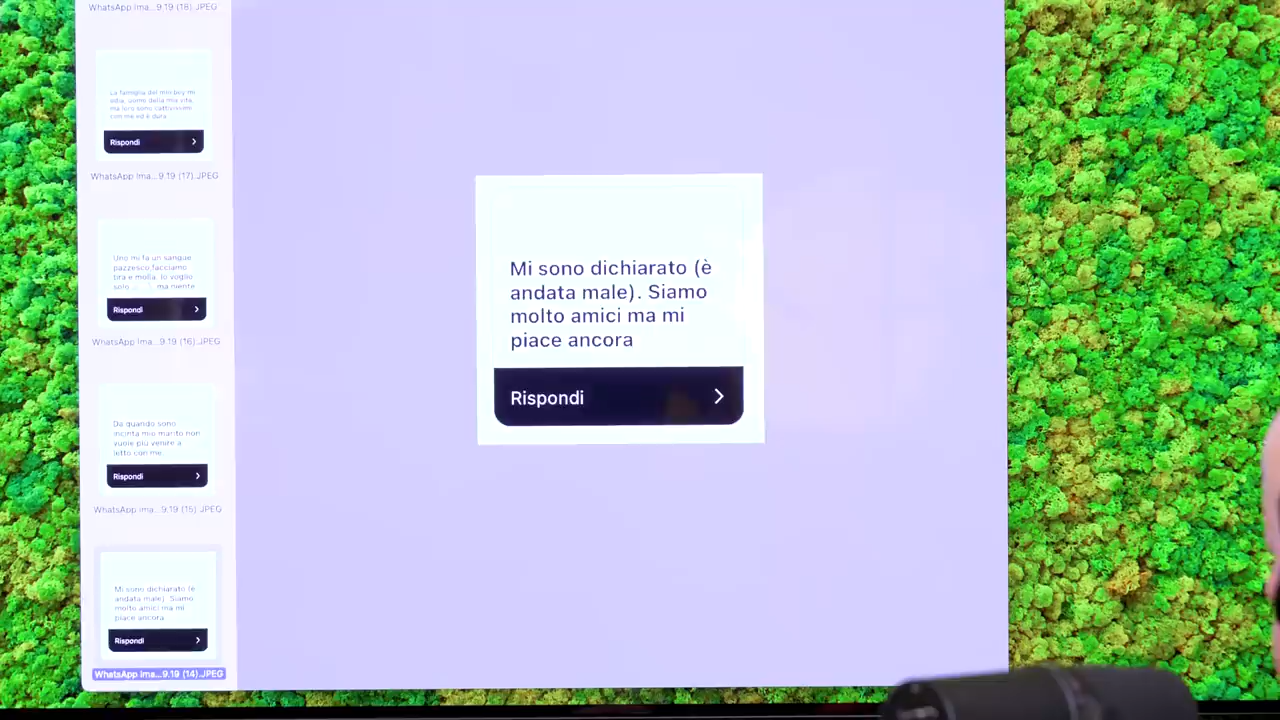 WhatsApp Ima...9.19 (18).JPEG
La famiglia del mio boy mi
odia, uomo della mia vita,
ma loro sono cattivissimi
con me ed è dura
Rispondi
WhatsApp Ima...9.19 (17).JPEG
Uno mi fa un sangue
pazzesco,facciamo
tira e molla. Io voglio
solo ma niente
Rispondi
WhatsApp Ima...9.19 (16).JPEG
Da quando sono
incinta mio marito non
vuole più venire a
letto con me
Rispondi
WhatsApp Ima...9.19 (15).JPEG
Mi sono dichiarato (è
andata male). Siamo
molto amici ma mi
piace ancora
Rispondi
WhatsApp Ima...9.19 (14).JPEG
Mi sono dichiarato (è
andata male). Siamo
molto amici ma mi
piace ancora
Rispondi